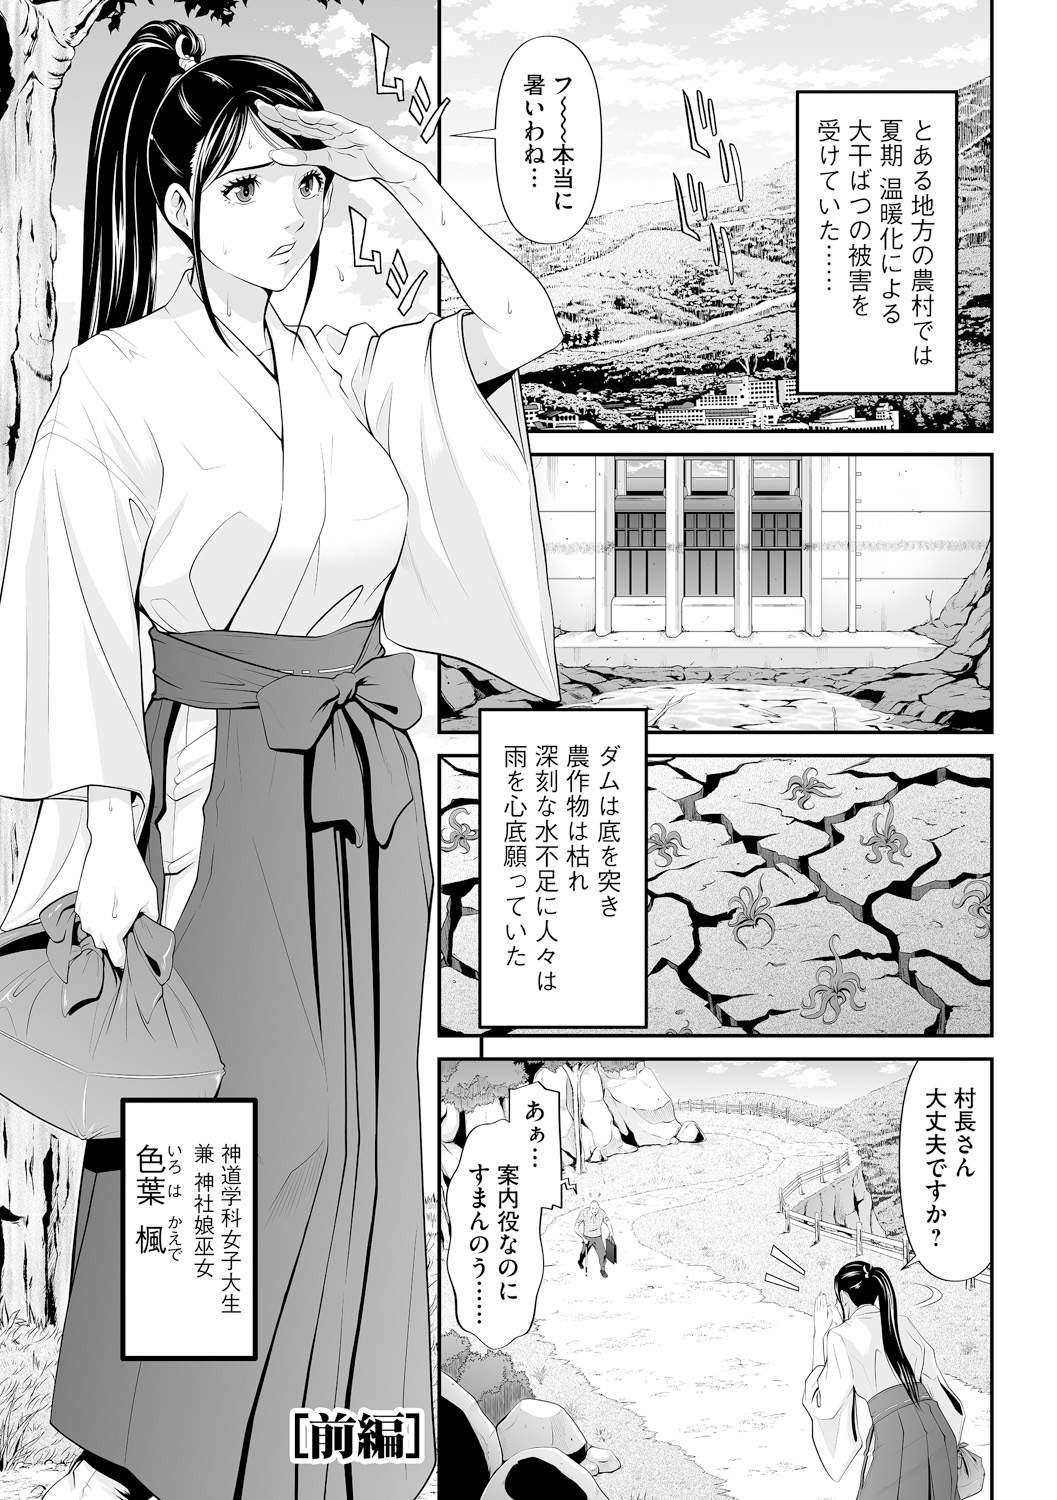 とある地方の農村では
夏期 温暖化による
大干ばつの被害を
受けていた……
フ〜〜〜本当に
暑いわね…
ムシ
ムシ
ダムは底を突き
農作物は枯れ
深刻な水不足に人々は
雨を心底願っていた
村長さん
大丈夫ですか?
あぁ…
案内役なのに
すまんのう……
神道学科女子大生
兼 神社娘巫女
色葉 楓
いろは かえで
[前編]